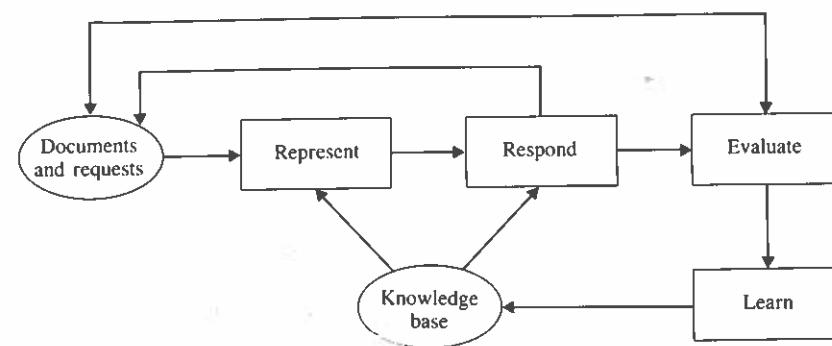 Documents
and requests
Represent
Respond
Evaluate
Knowledge
base
Learn